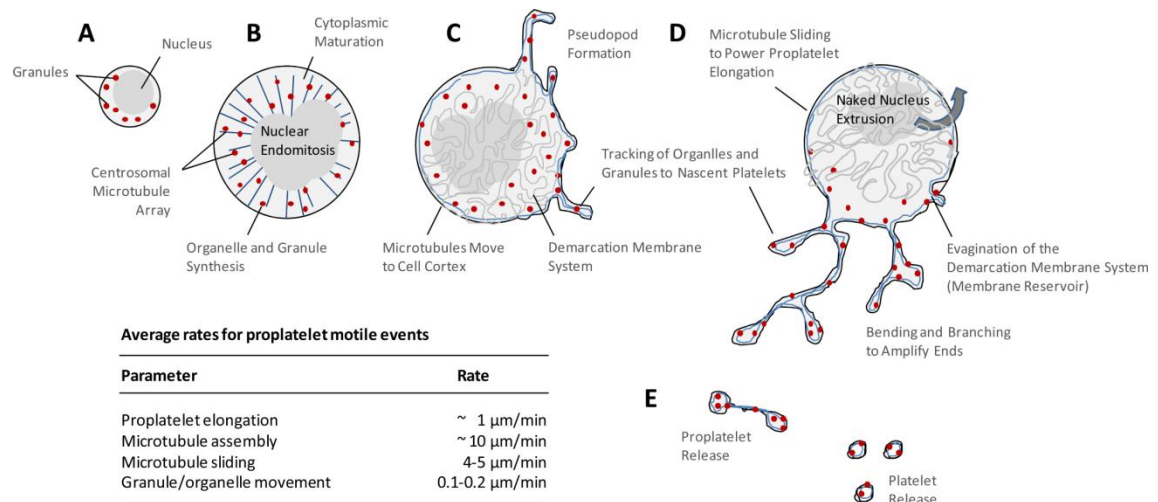 A
Nucleus
Granules
B
Cytoplasmic
Maturation
Nuclear
Endomitosis
Centrosomal
Microtubule
Array
Organelle and Granule
Synthesis
C
Pseudopod
Formation
Tracking of Organlles and
Granules to Nascent Platelets
Microtubules Move
to Cell Cortex
Demarcation Membrane
System
D
Microtubule Sliding
to Power Proplatelet
Elongation
Naked Nucleus
Extrusion
Evagination of the
Demarcation Membrane System
(Membrane Reservoir)
Bending and Branching
to Amplify Ends
Average rates for proplatelet motile events
Parameter Rate
Proplatelet elongation ~ 1 µm/min
Microtubule assembly ~ 10 µm/min
Microtubule sliding 4-5 µm/min
Granule/organelle movement 0.1-0.2 µm/min
E
Proplatelet
Release
Platelet
Release